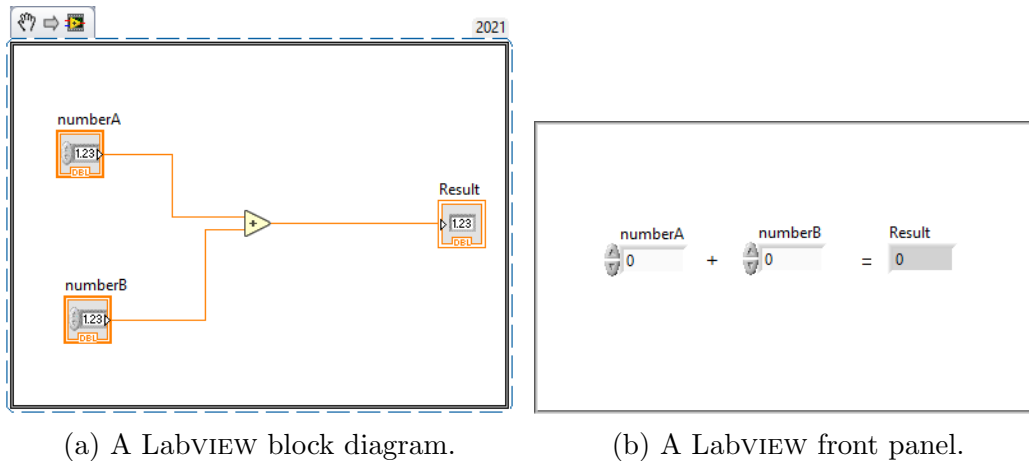 2021
numberA
1.23
DBL
+
Result
1.23
DBL
numberB
1.23
DBL
numberA
0
+
numberB
0
=
Result
0
(a) A LABVIEW block diagram.
(b) A LABVIEW front panel.